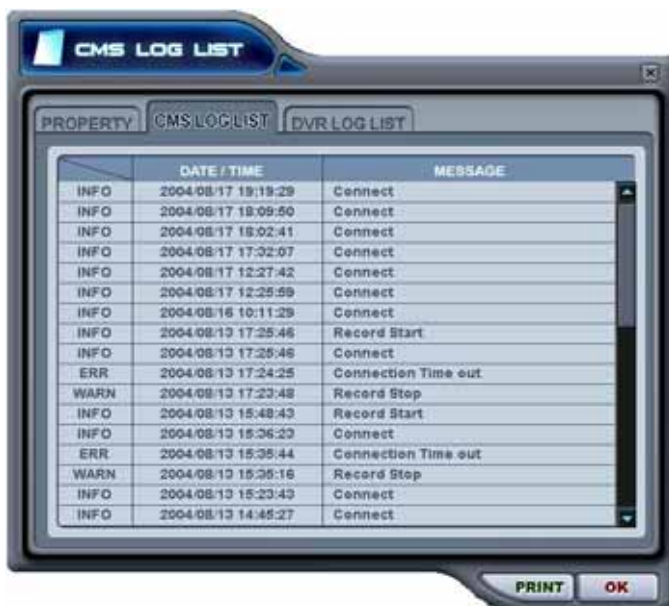 CMS LOG LIST
PROPERTY CMS LOG LIST DVR LOG LIST
DATE / TIME MESSAGE
INFO 2004/08/17 19:19:29 Connect
INFO 2004/08/17 18:09:50 Connect
INFO 2004/08/17 18:02:41 Connect
INFO 2004/08/17 17:32:07 Connect
INFO 2004/08/17 12:27:42 Connect
INFO 2004/08/17 12:25:59 Connect
INFO 2004/08/16 10:11:29 Connect
INFO 2004/08/13 17:25:46 Record Start
INFO 2004/08/13 17:25:46 Connect
ERR 2004/08/13 17:24:25 Connection Time out
WARN 2004/08/13 17:23:48 Record Stop
INFO 2004/08/13 15:48:43 Record Start
INFO 2004/08/13 15:36:23 Connect
ERR 2004/08/13 15:35:44 Connection Time out
WARN 2004/08/13 15:35:16 Record Stop
INFO 2004/08/13 15:23:43 Connect
INFO 2004/08/13 14:45:27 Connect
PRINT OK